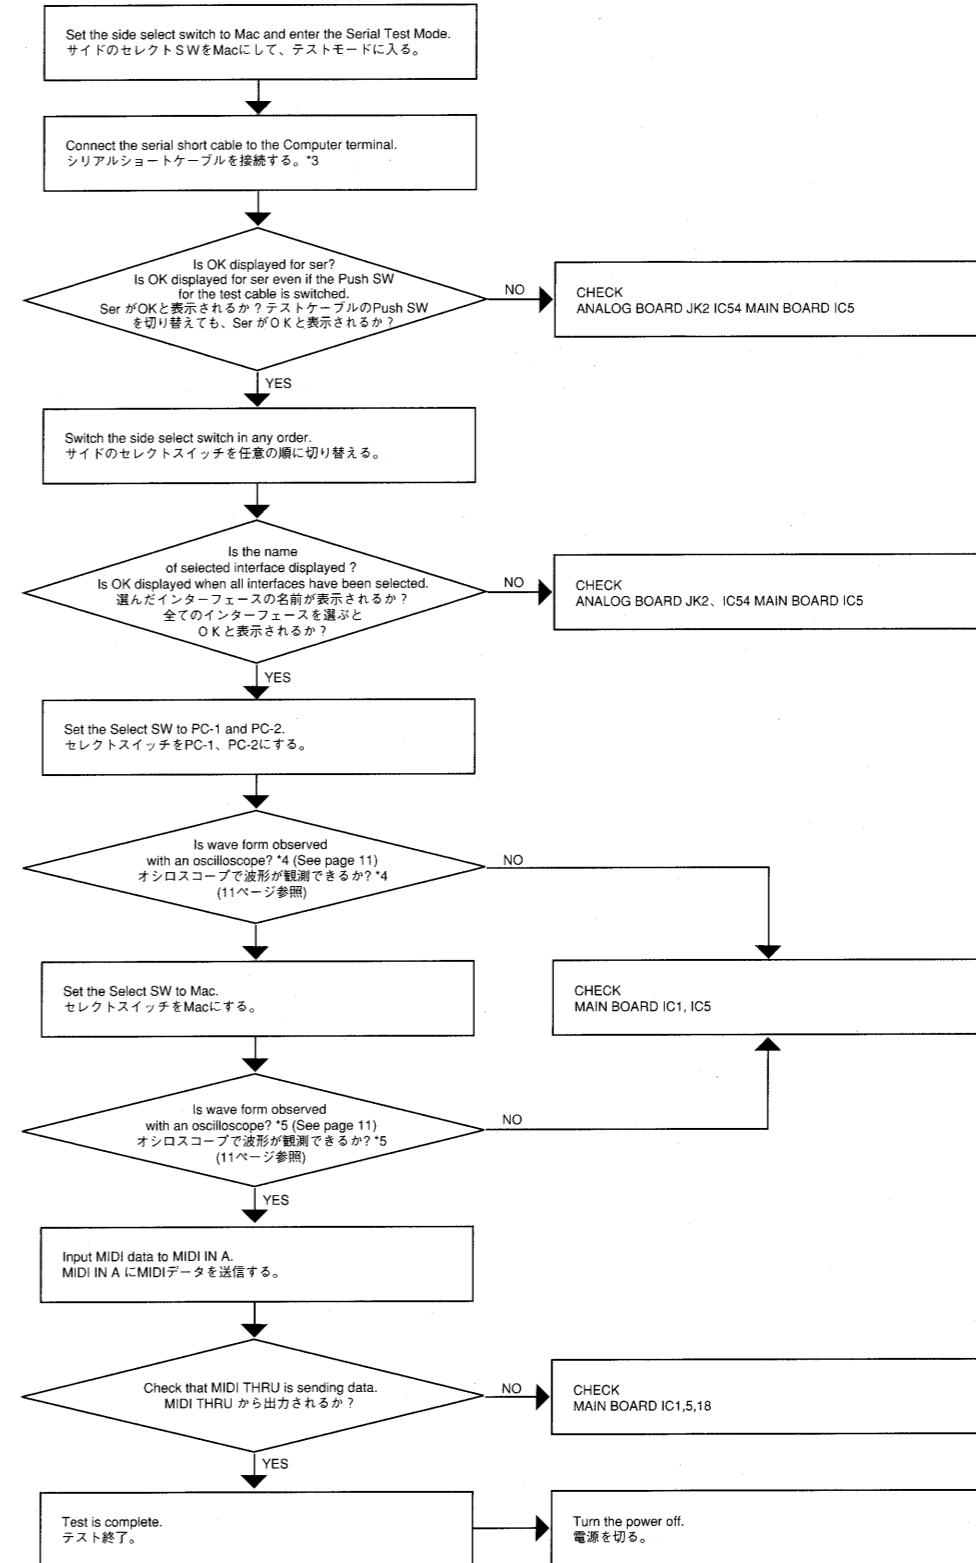 Set the side select switch to Mac and enter the Serial Test Mode.
サイドのセレクトSWをMacにして、テストモードに入る。
Connect the serial short cable to the Computer terminal.
シリアルショートケーブルを接続する。*3
Is OK displayed for ser?
Is OK displayed for ser even if the Push SW
for the test cable is switched.
Ser がOKと表示されるか？テストケーブルのPush SW
を切り替えても、Ser がＯＫと表示されるか？
NO
CHECK
ANALOG BOARD JK2 IC54 MAIN BOARD IC5
YES
Switch the side select switch in any order.
サイドのセレクトスイッチを任意の順に切り替える。
Is the name
of selected interface displayed ?
Is OK displayed when all interfaces have been selected.
選んだインターフェースの名前が表示されるか？
全てのインターフェースを選ぶと
ＯＫと表示されるか？
NO
CHECK
ANALOG BOARD JK2、IC54 MAIN BOARD IC5
YES
Set the Select SW to PC-1 and PC-2.
セレクトスイッチをPC-1、PC-2にする。
Is wave form observed
with an oscilloscope? *4 (See page 11)
オシロスコープで波形が観測できるか? *4
(11ページ参照)
NO
Set the Select SW to Mac.
セレクトスイッチをMacにする。
CHECK
MAIN BOARD IC1, IC5
Is wave form observed
with an oscilloscope? *5 (See page 11)
オシロスコープで波形が観測できるか? *5
(11ページ参照)
NO
YES
Input MIDI data to MIDI IN A.
MIDI IN A にMIDIデータを送信する。
Check that MIDI THRU is sending data.
MIDI THRU から出力されるか？
NO
CHECK
MAIN BOARD IC1,5,18
YES
Test is complete.
テスト終了。
Turn the power off.
電源を切る。